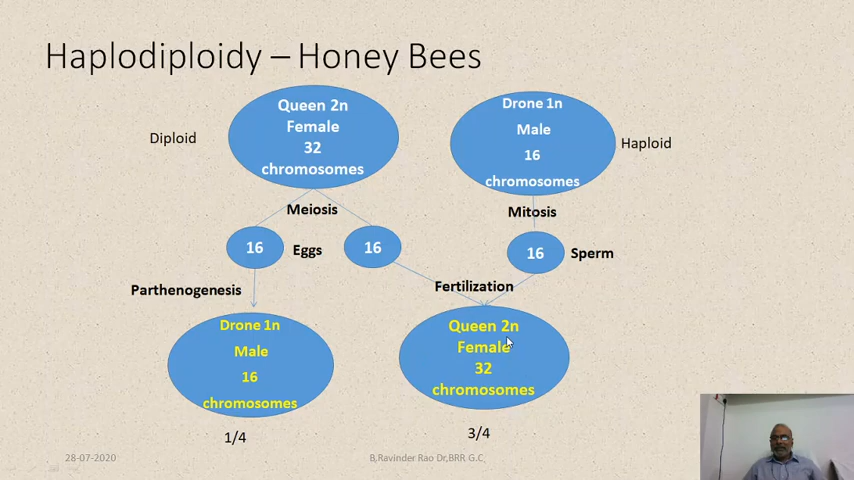 Haplodiploidy – Honey Bees
Queen 2n
Female
32
chromosomes
Diploid
Drone 1n
Male
16
chromosomes
Haploid
Meiosis
Mitosis
16
Eggs
16
16
Sperm
Parthenogenesis
Fertilization
Drone 1n
Male
16
chromosomes
Queen 2n
Female
32
chromosomes
1/4
3/4
28-07-2020
B,Ravinder Rao Dr,BRR G.C